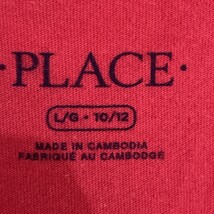 ·PLACE·
L/G · 10/12
MADE IN CAMBODIA
FABRIQUÉ AU CAMBODGE